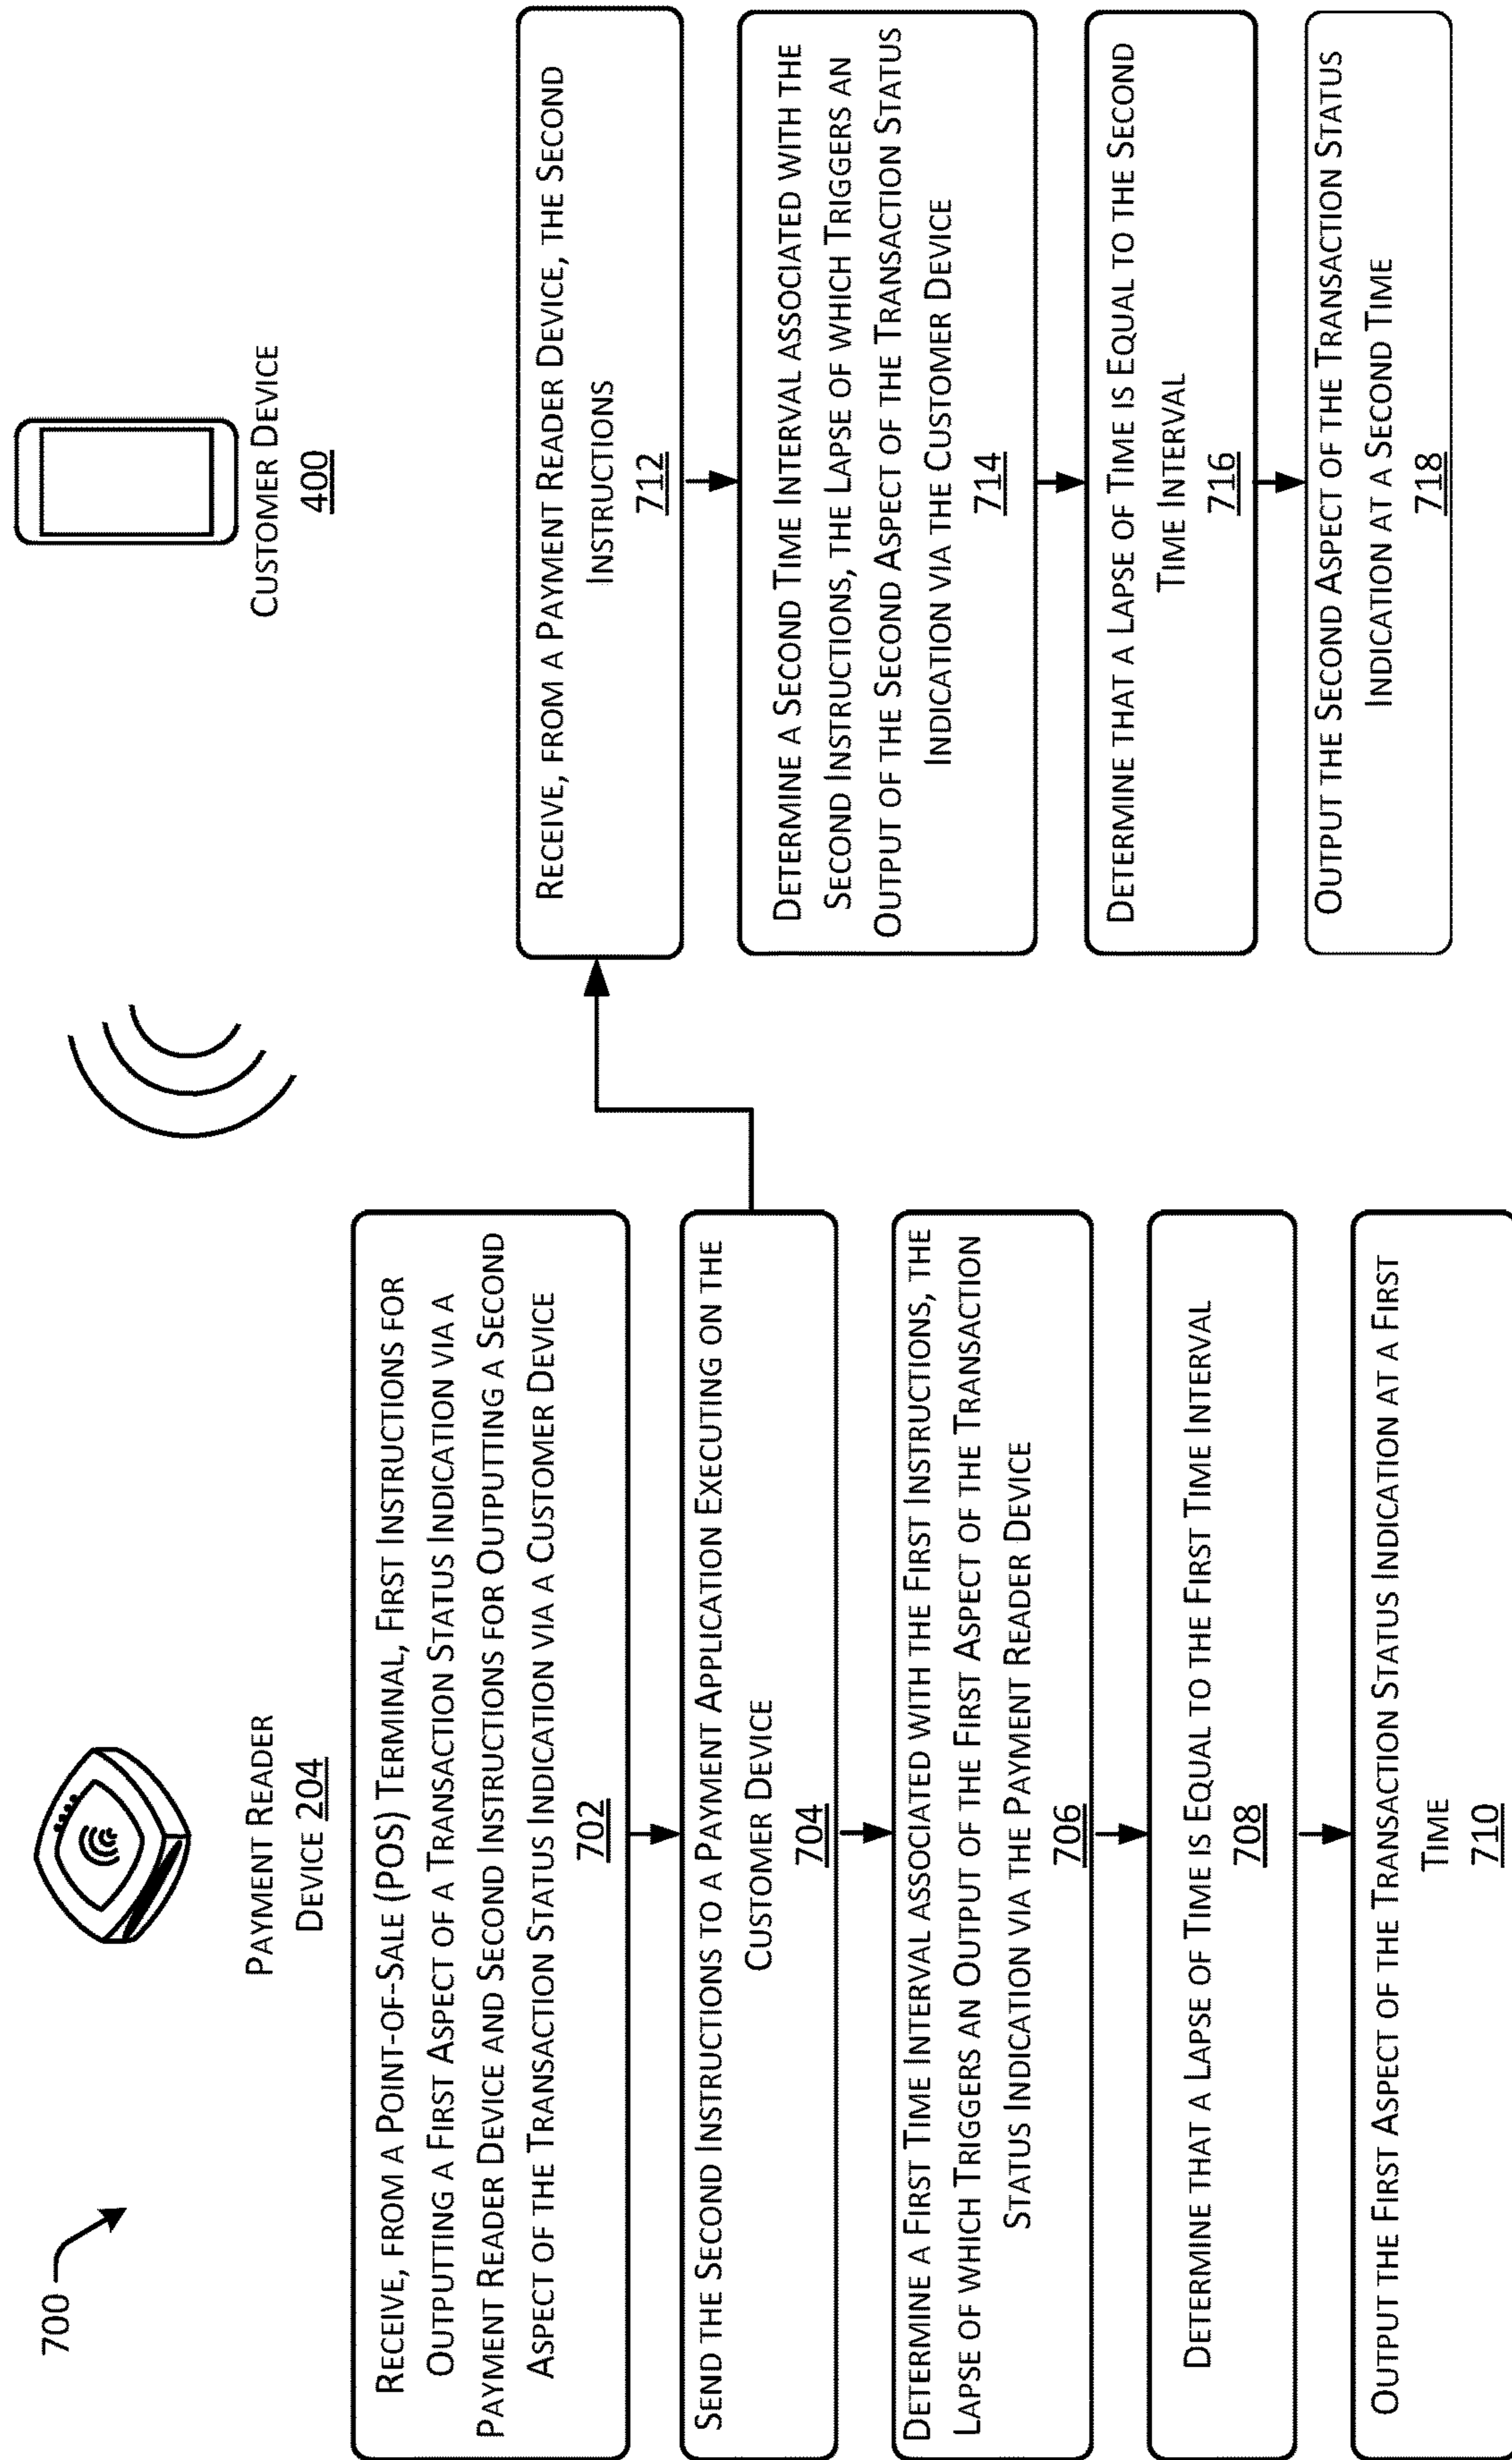 700
PAYMENT READER
DEVICE 204
RECEIVE, FROM A POINT-OF-SALE (POS) TERMINAL, FIRST INSTRUCTIONS FOR
OUTPUTTING A FIRST ASPECT OF A TRANSACTION STATUS INDICATION VIA A
PAYMENT READER DEVICE AND SECOND INSTRUCTIONS FOR OUTPUTTING A SECOND
ASPECT OF THE TRANSACTION STATUS INDICATION VIA A CUSTOMER DEVICE
702
SEND THE SECOND INSTRUCTIONS TO A PAYMENT APPLICATION EXECUTING ON THE
CUSTOMER DEVICE
704
DETERMINE A FIRST TIME INTERVAL ASSOCIATED WITH THE FIRST INSTRUCTIONS, THE
LAPSE OF WHICH TRIGGERS AN OUTPUT OF THE FIRST ASPECT OF THE TRANSACTION
STATUS INDICATION VIA THE PAYMENT READER DEVICE
706
DETERMINE THAT A LAPSE OF TIME IS EQUAL TO THE FIRST TIME INTERVAL
708
OUTPUT THE FIRST ASPECT OF THE TRANSACTION STATUS INDICATION AT A FIRST
TIME
710
CUSTOMER DEVICE
400
RECEIVE, FROM A PAYMENT READER DEVICE, THE SECOND
INSTRUCTIONS
712
DETERMINE A SECOND TIME INTERVAL ASSOCIATED WITH THE
SECOND INSTRUCTIONS, THE LAPSE OF WHICH TRIGGERS AN
OUTPUT OF THE SECOND ASPECT OF THE TRANSACTION STATUS
INDICATION VIA THE CUSTOMER DEVICE
714
DETERMINE THAT A LAPSE OF TIME IS EQUAL TO THE SECOND
TIME INTERVAL
716
OUTPUT THE SECOND ASPECT OF THE TRANSACTION STATUS
INDICATION AT A SECOND TIME
718